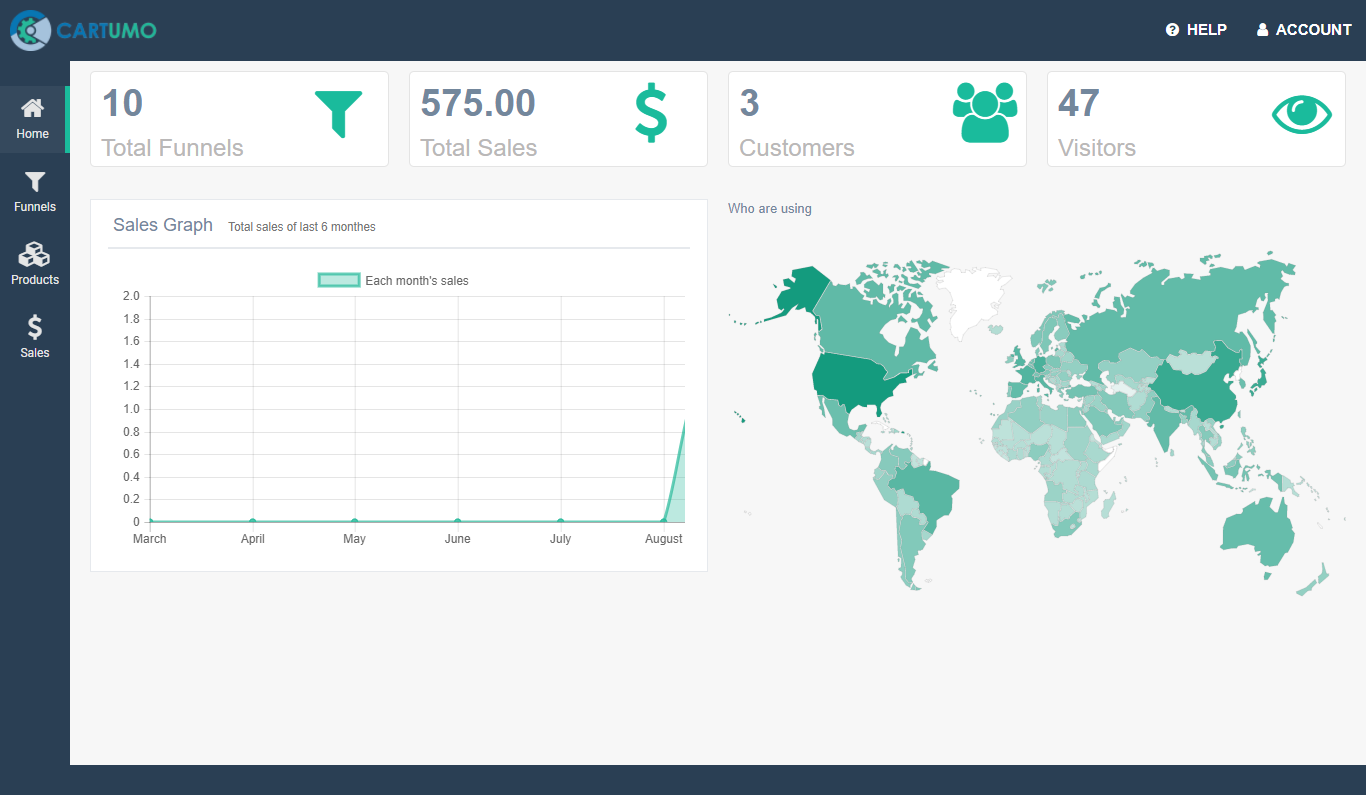 CARTUMO
HELP
ACCOUNT
Home
Funnels
Products
Sales
10
Total Funnels
575.00
Total Sales
3
Customers
47
Visitors
Sales Graph Total sales of last 6 monthes
Each month's sales
2.0
1.8
1.6
1.4
1.2
1.0
0.8
0.6
0.4
0.2
0
March April May June July August
Who are using